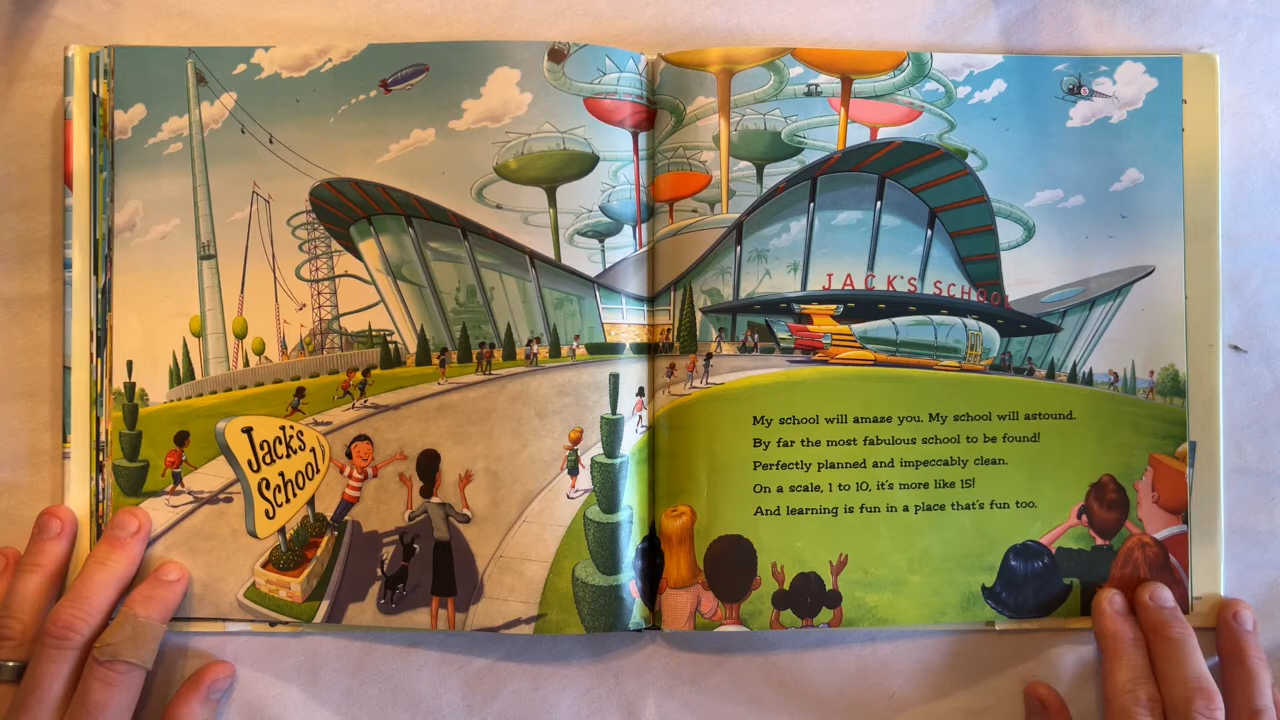 Jack's
School!
JACK'S SCHOOL
My school will amaze you. My school will astound.
By far the most fabulous school to be found!
Perfectly planned and impeccably clean.
On a scale, 1 to 10, it's more like 15!
And learning is fun in a place that's fun too.